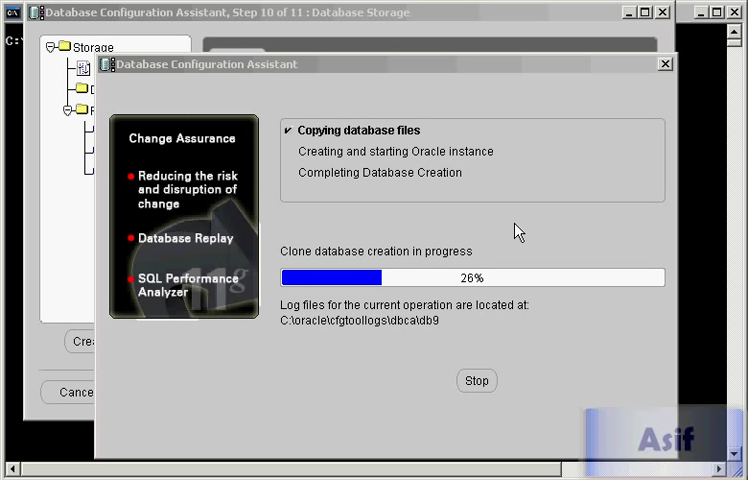 Database Configuration Assistant, Step 10 of 11 : Database Storage
C:\
Storage
Database Configuration Assistant
Change Assurance
Reducing the risk
and disruption of
change
Database Replay
SQL Performance
Analyzer
11g
Copying database files
Creating and starting Oracle instance
Completing Database Creation
Clone database creation in progress
26%
Log files for the current operation are located at:
C:\oracle\cfgtoollogs\dbca\db9
Stop
Crea
Cance
Asif